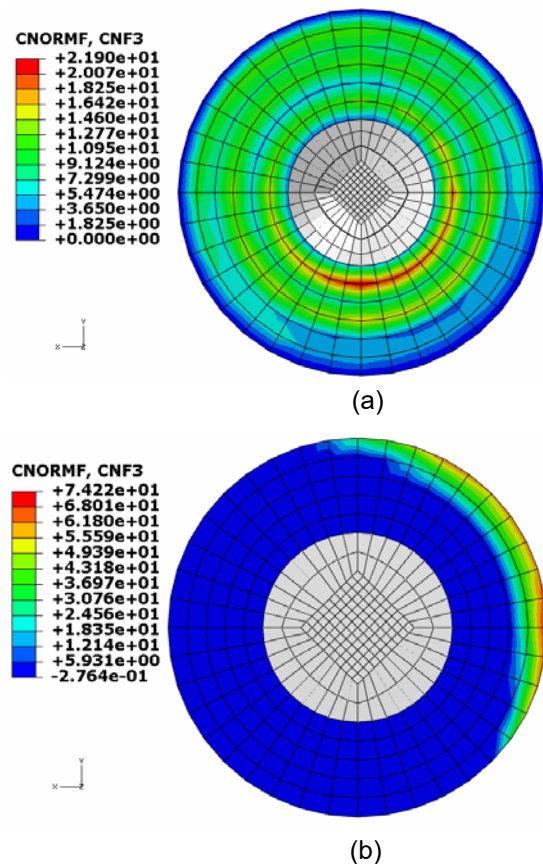 CNORMF, CNF3
+2.190e+01
+2.007e+01
+1.825e+01
+1.642e+01
+1.460e+01
+1.277e+01
+1.095e+01
+9.124e+00
+7.299e+00
+5.474e+00
+3.650e+00
+1.825e+00
+0.000e+00
Y
X Z
(a)
CNORMF, CNF3
+7.422e+01
+6.801e+01
+6.180e+01
+5.559e+01
+4.939e+01
+4.318e+01
+3.697e+01
+3.076e+01
+2.456e+01
+1.835e+01
+1.214e+01
+5.931e+00
-2.764e-01
Y
X Z
(b)